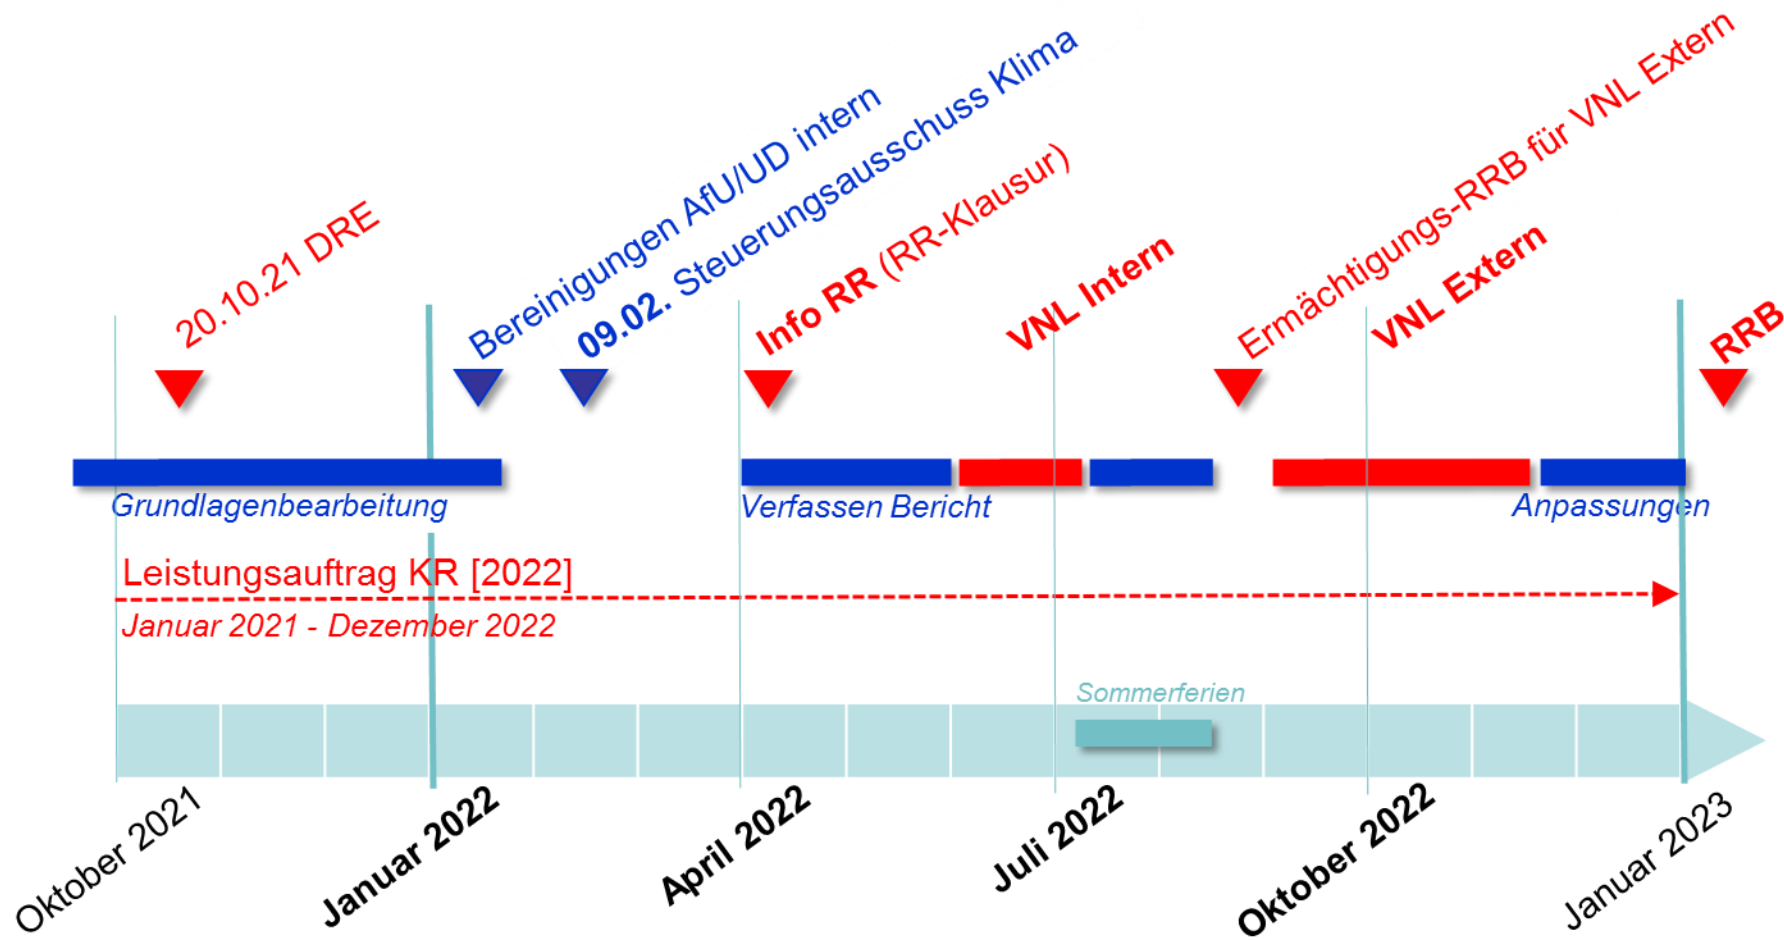 20.10.21 DRE
Bereinigungen AfU/UD intern
09.02. Steuerungsausschuss Klima
Info RR (RR-Klausur)
VNL Intern
Ermächtigungs-RRB für VNL Extern
VNL Extern
RRB
Grundlagenbearbeitung
Verfassen Bericht
Anpassungen
Leistungsauftrag KR [2022]
Januar 2021 - Dezember 2022
Sommerferien
Oktober 2021
Januar 2022
April 2022
Juli 2022
Oktober 2022
Januar 2023